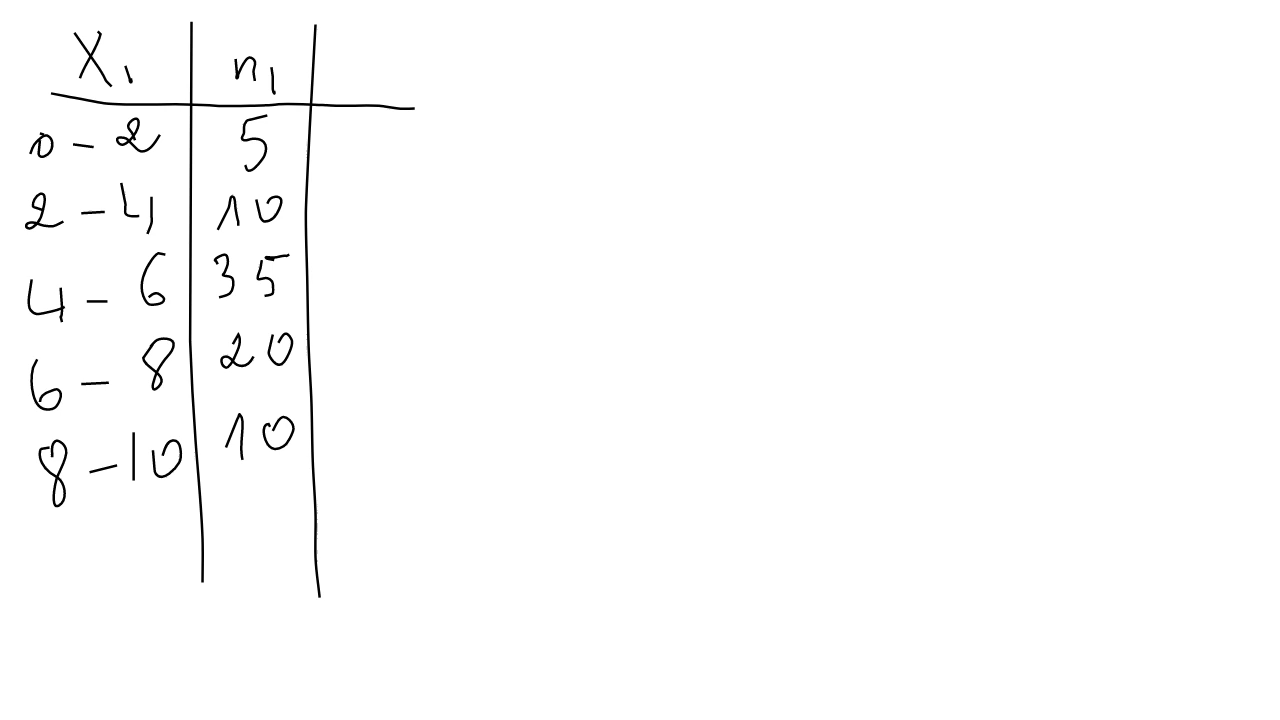 X₁ n₁
0 - 2 5
2 - 4 10
4 - 6 35
6 - 8 20
8 - 10 10